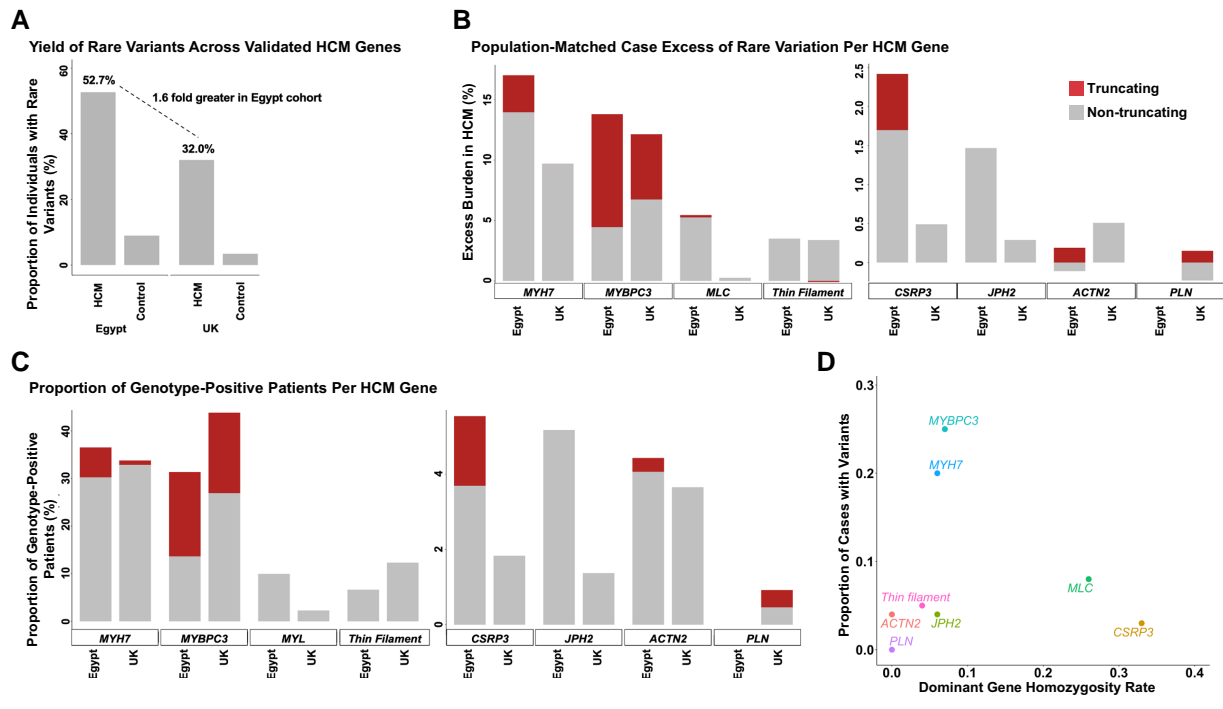 A
Yield of Rare Variants Across Validated HCM Genes
Proportion of Individuals with Rare
Variants (%)
60
40
20
0
52.7%
1.6 fold greater in Egypt cohort
32.0%
HCM
Control
HCM
Control
Egypt
UK
B
Population-Matched Case Excess of Rare Variation Per HCM Gene
Excess Burden in HCM (%)
15
10
5
0
MYH7
MYBPC3
MLC
Thin Filament
Egypt
UK
Egypt
UK
Egypt
UK
Egypt
UK
2.5
2.0
1.5
1.0
0.5
0
Truncating
Non-truncating
CSRP3
JPH2
ACTN2
PLN
Egypt
UK
Egypt
UK
Egypt
UK
Egypt
UK
C
Proportion of Genotype-Positive Patients Per HCM Gene
Proportion of Genotype-Positive
Patients (%)
40
30
20
10
0
MYH7
MYBPC3
MYL
Thin Filament
Egypt
UK
Egypt
UK
Egypt
UK
Egypt
UK
4
2
0
CSRP3
JPH2
ACTN2
PLN
Egypt
UK
Egypt
UK
Egypt
UK
Egypt
UK
D
Proportion of Cases with Variants
0.3
0.2
0.1
0.0
MYBPC3
MYH7
MLC
Thin filament
ACTN2
JPH2
CSRP3
PLN
0.0
0.1
0.2
0.3
0.4
Dominant Gene Homozygosity Rate